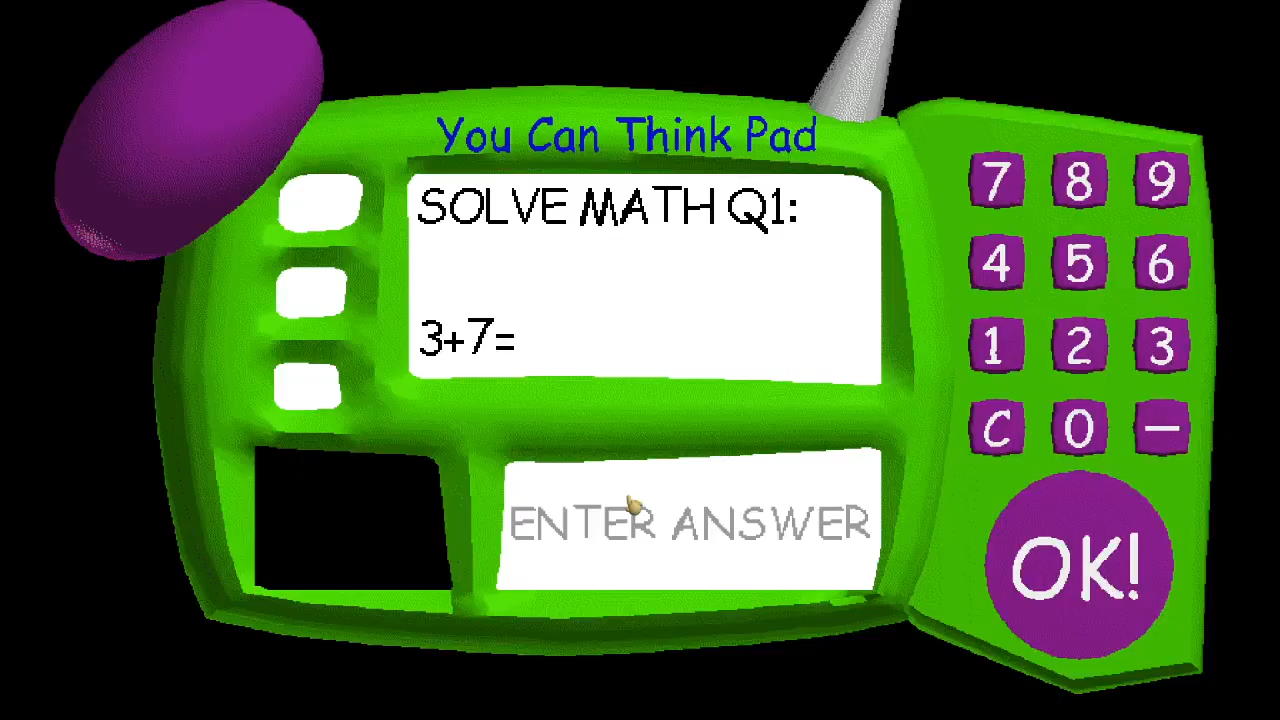 You Can Think Pad
SOLVE MATH Q1:
3+7=
ENTER ANSWER
7 8 9
4 5 6
1 2 3
C 0 —
OK!